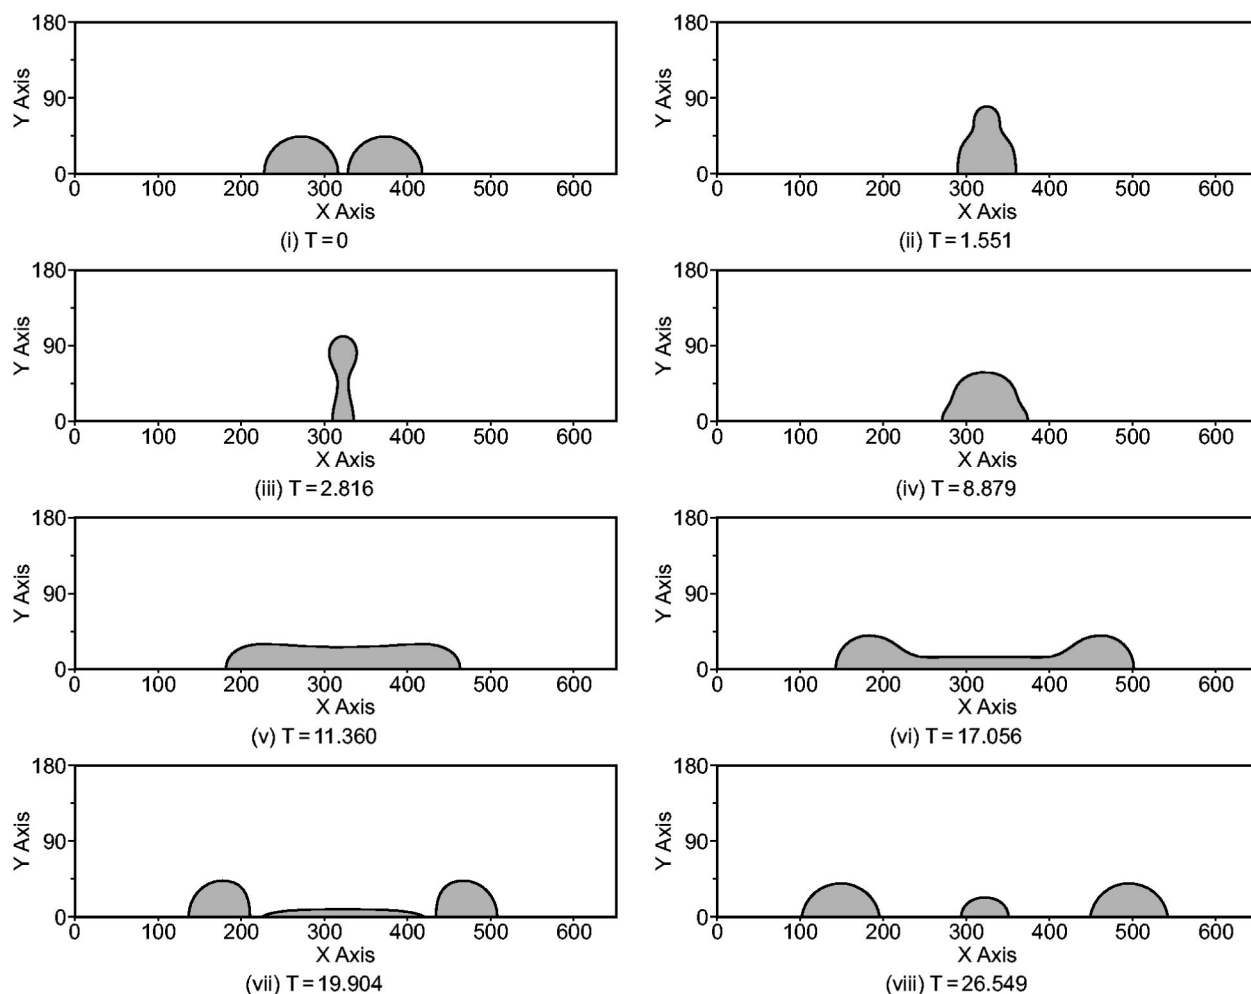 180
90
0
Y Axis
0 100 200 300 400 500 600
X Axis
(i) T=0
180
90
0
Y Axis
0 100 200 300 400 500 600
X Axis
(ii) T=1.551
180
90
0
Y Axis
0 100 200 300 400 500 600
X Axis
(iii) T=2.816
180
90
0
Y Axis
0 100 200 300 400 500 600
X Axis
(iv) T=8.879
180
90
0
Y Axis
0 100 200 300 400 500 600
X Axis
(v) T=11.360
180
90
0
Y Axis
0 100 200 300 400 500 600
X Axis
(vi) T=17.056
180
90
0
Y Axis
0 100 200 300 400 500 600
X Axis
(vii) T=19.904
180
90
0
Y Axis
0 100 200 300 400 500 600
X Axis
(viii) T=26.549